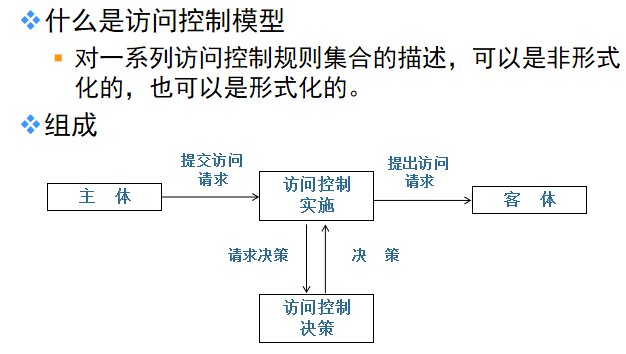 什么是访问控制模型
对一系列访问控制规则集合的描述，可以是非形式
化的，也可以是形式化的。
组成
提交访问
请求
提出访问
请求
主 体
访问控制
实施
客 体
请求决策
决 策
访问控制
决策